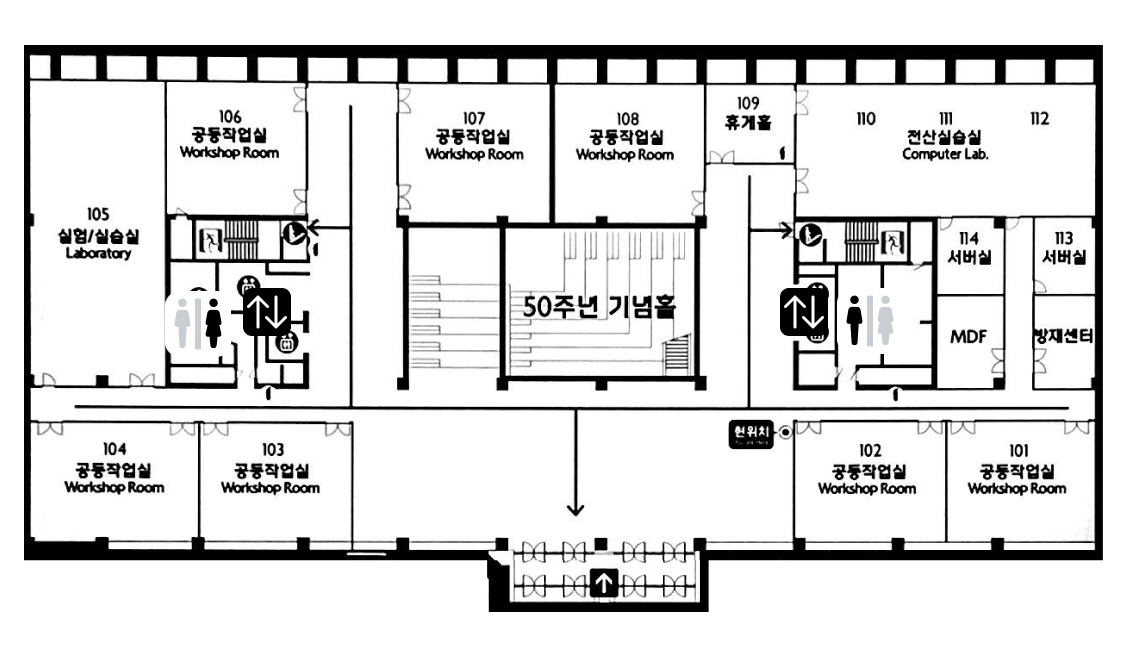 106
공동작업실
Workshop Room
107
공동작업실
Workshop Room
108
공동작업실
Workshop Room
109
휴게홀
110
111
112
전산실습실
Computer Lab.
105
실험/실습실
Laboratory
50주년 기념홀
114
서버실
113
서버실
MDF
방재센터
현위치
104
공동작업실
Workshop Room
103
공동작업실
Workshop Room
102
공동작업실
Workshop Room
101
공동작업실
Workshop Room